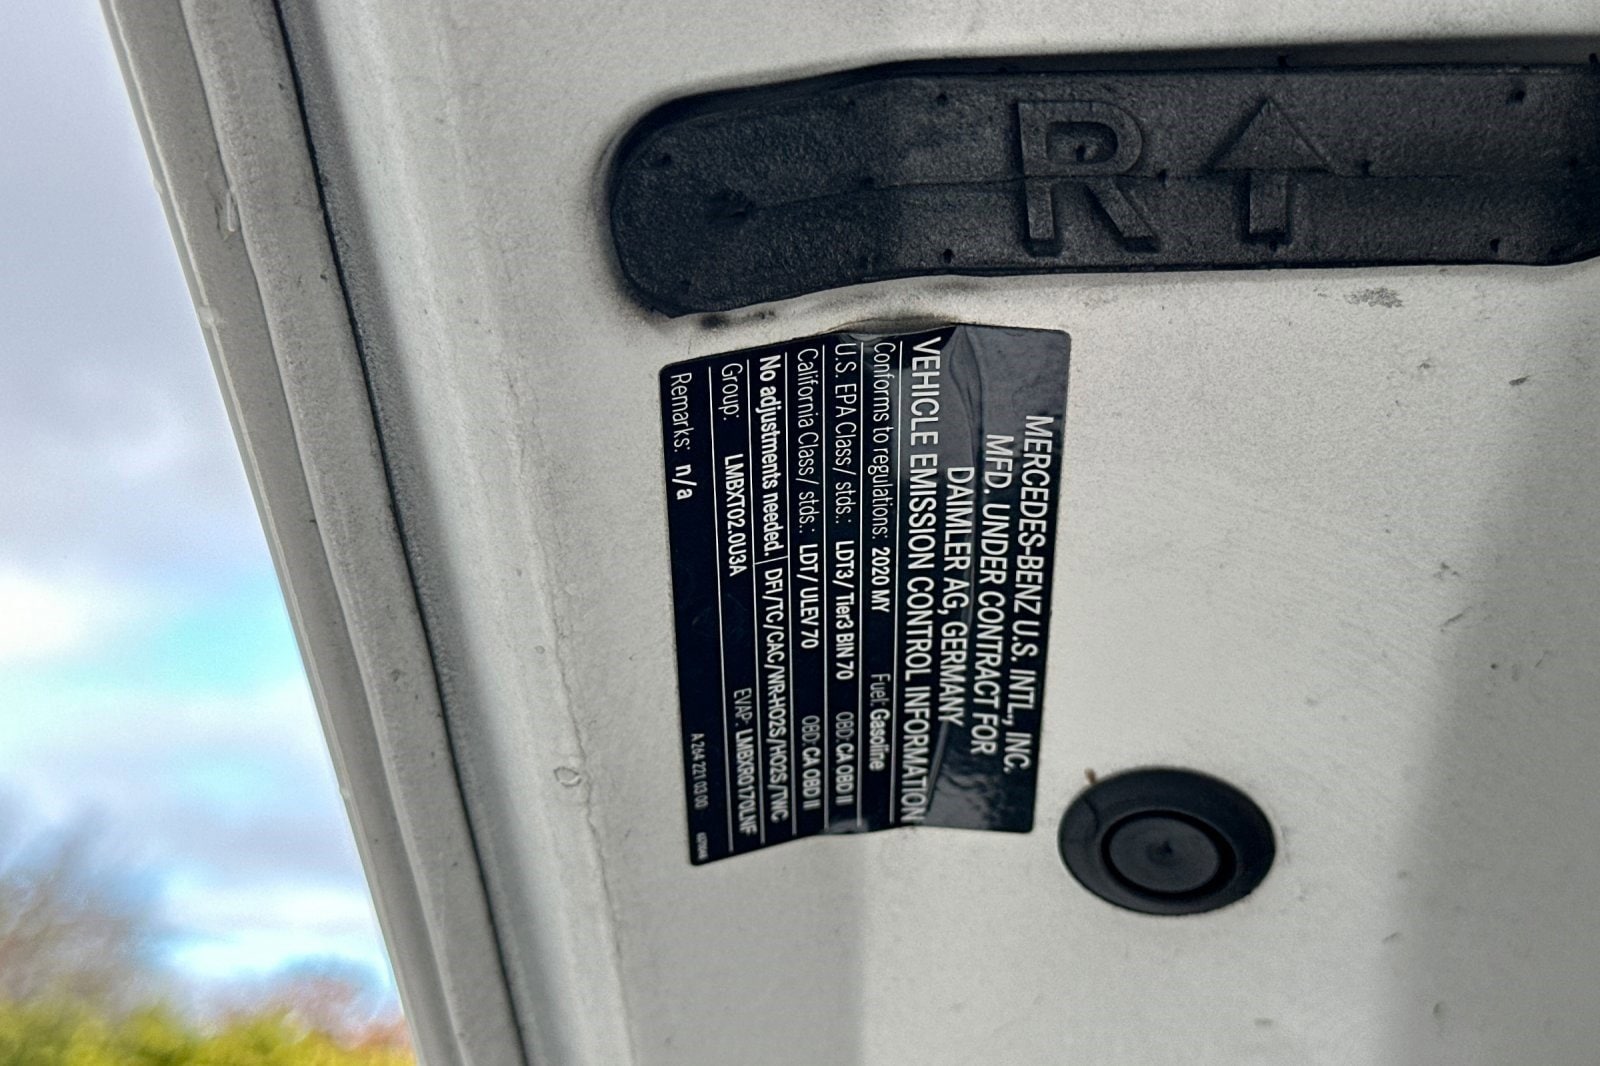 R↑
MERCEDES-BENZ U.S. INTL., INC.
MFD. UNDER CONTRACT FOR
DAIMLER AG, GERMANY
VEHICLE EMISSION CONTROL INFORMATION
Conforms to regulations: 2020 MY Fuel: Gasoline
U.S. EPA Class/ stds.: LDT3/ Tier3 BIN 70 OBD: CA OBD II
California Class/ stds.: LDT/ ULEV 70 OBD: CA OBD II
No adjustments needed. DFI/TC/CAC/WR-HO2S/HO2S/TWC
Group: LMBXT02.0U3A EVAP: LMBXR0170LNF
Remarks: n/a
A 264 221 03 00